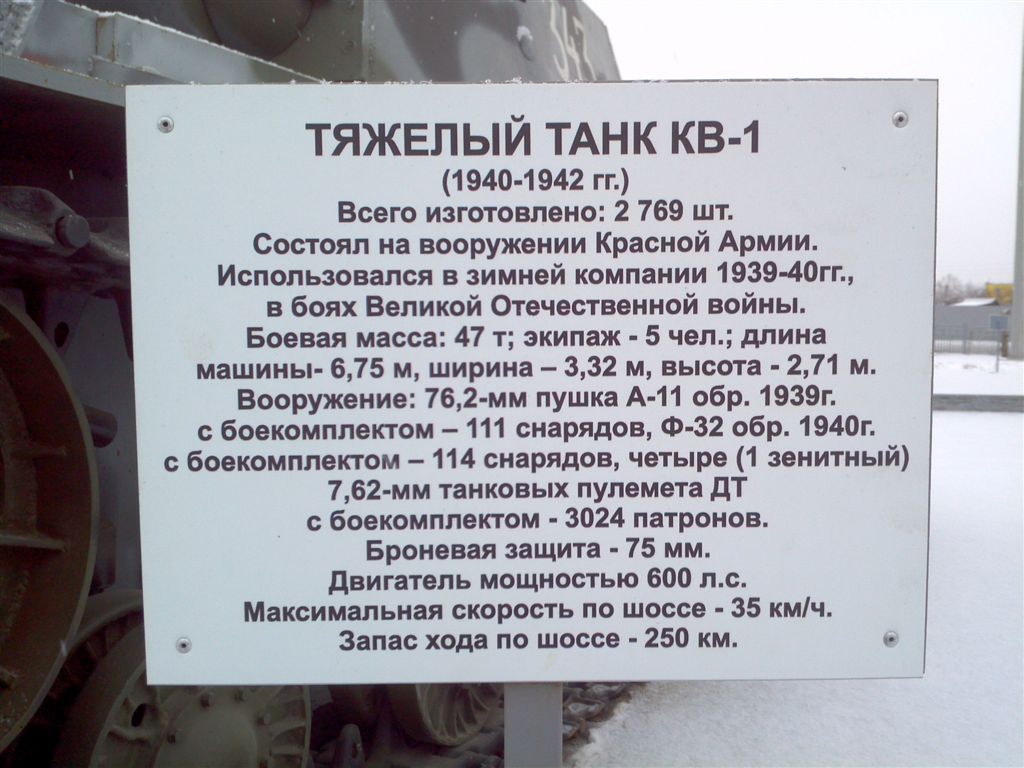 547
ТЯЖЕЛЫЙ ТАНК КВ-1
(1940-1942 гг.)
Всего изготовлено: 2 769 шт.
Состоял на вооружении Красной Армии.
Использовался в зимней компании 1939-40гг.,
в боях Великой Отечественной войны.
Боевая масса: 47 т; экипаж - 5 чел.; длина
машины- 6,75 м, ширина – 3,32 м, высота - 2,71 м.
Вооружение: 76,2-мм пушка А-11 обр. 1939г.
с боекомплектом – 111 снарядов, Ф-32 обр. 1940г.
с боекомплектом – 114 снарядов, четыре (1 зенитный)
7,62-мм танковых пулемета ДТ
с боекомплектом - 3024 патронов.
Броневая защита - 75 мм.
Двигатель мощностью 600 л.с.
Максимальная скорость по шоссе - 35 км/ч.
Запас хода по шоссе - 250 км.